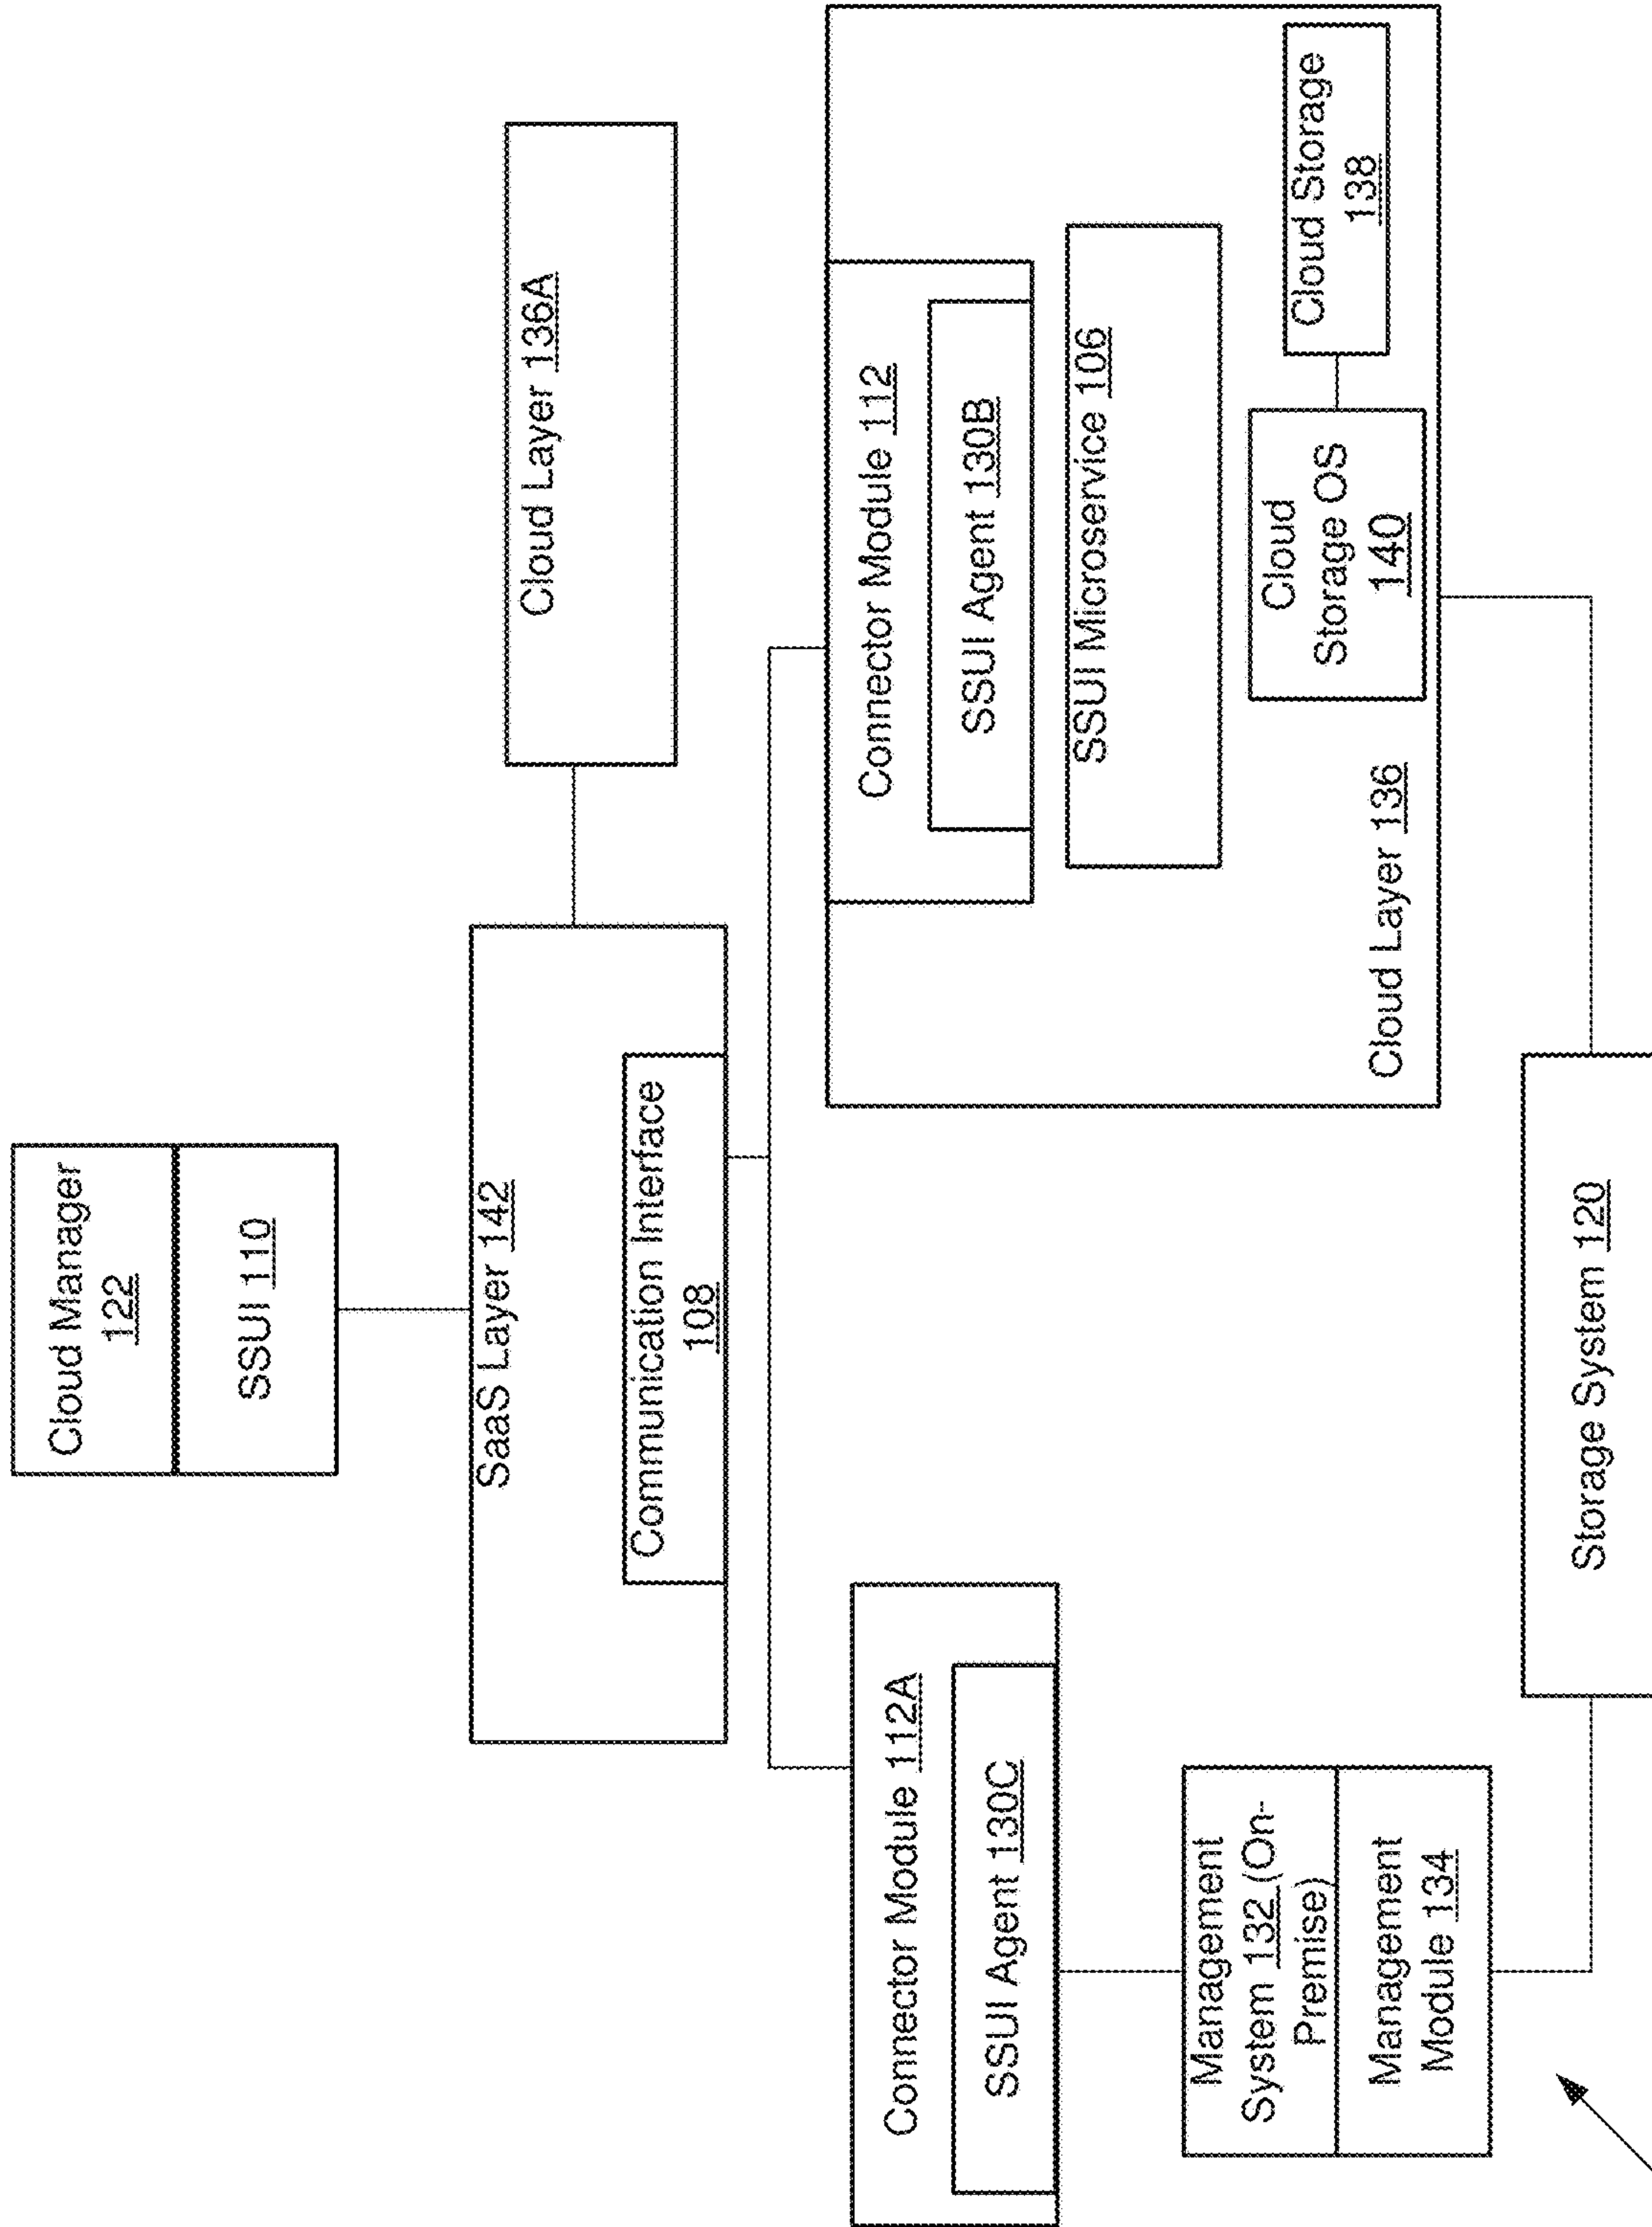 Cloud Manager
122
SSUI 110
SaaS Layer 142
Communication Interface
108
Cloud Layer 136A
Connector Module 112A
SSUI Agent 130C
Management
System 132 (On-
Premise)
Management
Module 134
Connector Module 112
SSUI Agent 130B
SSUI Microservice 106
Cloud
Storage OS
140
Cloud Storage
138
Cloud Layer 136
Storage System 120